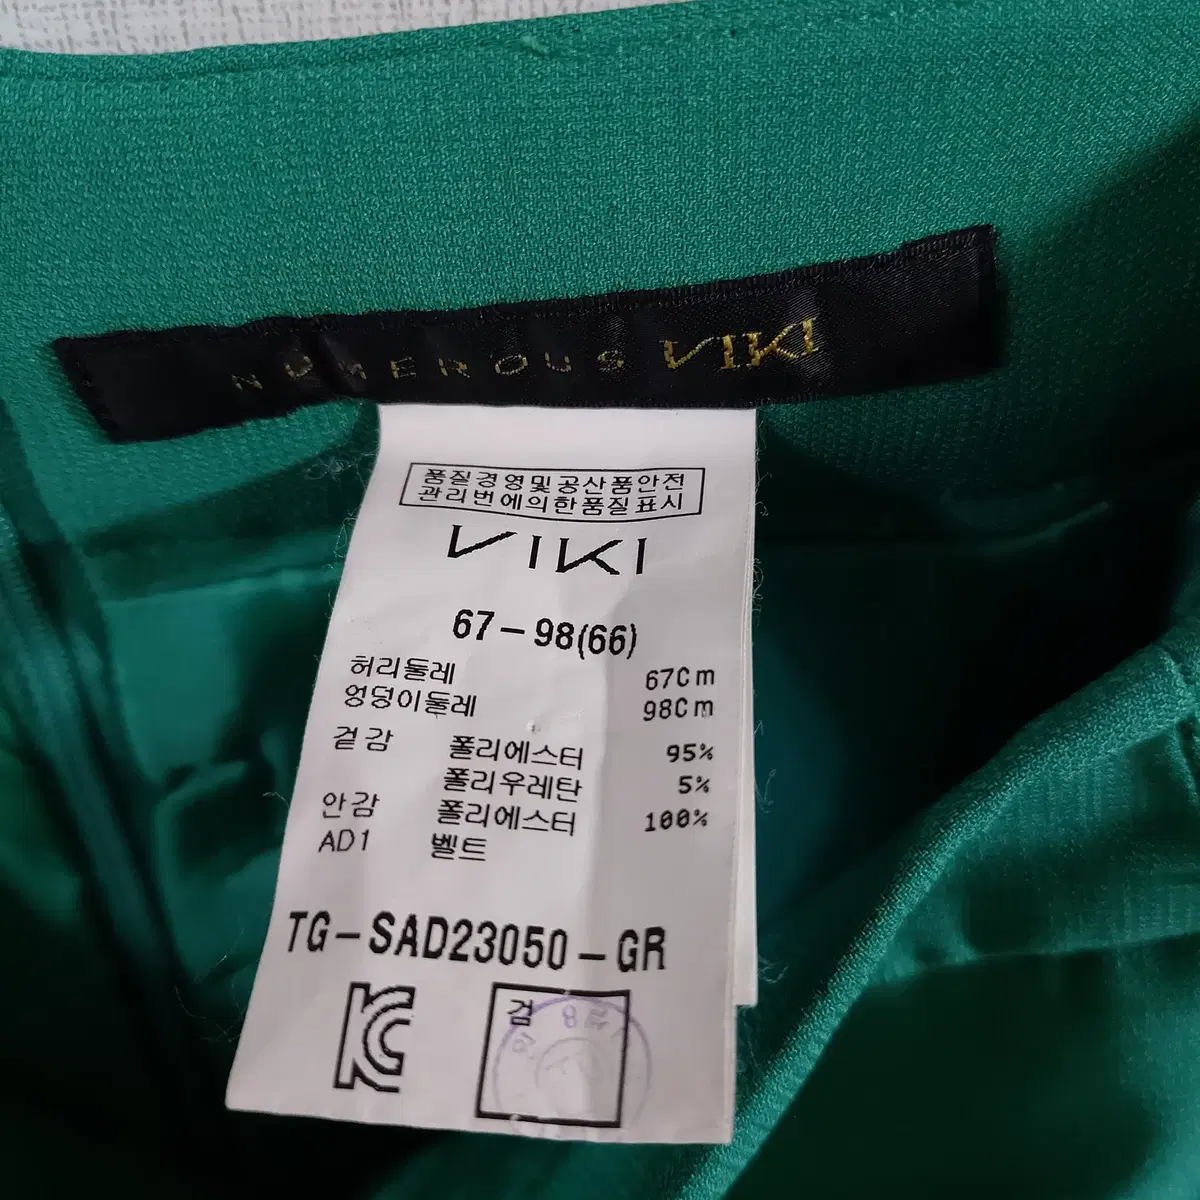 NUMEROUS VIKI
품질경영및공산품안전
관리번에의한품질표시
VIKI
67-98(66)
허리둘레 67Cm
엉덩이둘레 98Cm
겉감 폴리에스터 95%
폴리우레탄 5%
안감 폴리에스터 100%
AD1 벨트
TG-SAD23050-GR
KC
검